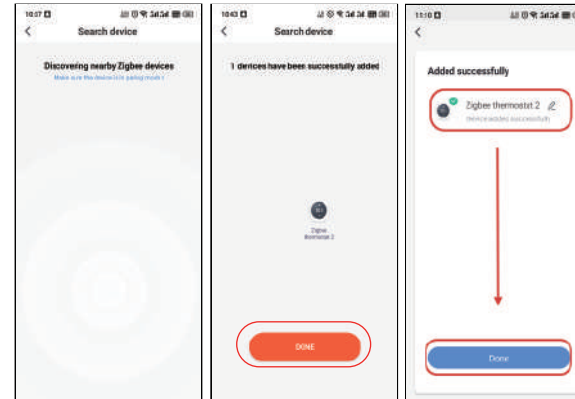 10:37
Search device
Discovering nearby Zigbee devices
Make sure the device is in paring mode
10:43
Search device
1 devices have been successfully added
Zigbee
thermostat 2
DONE
11:10
Added successfully
Zigbee thermostat 2
device added successfully
Done